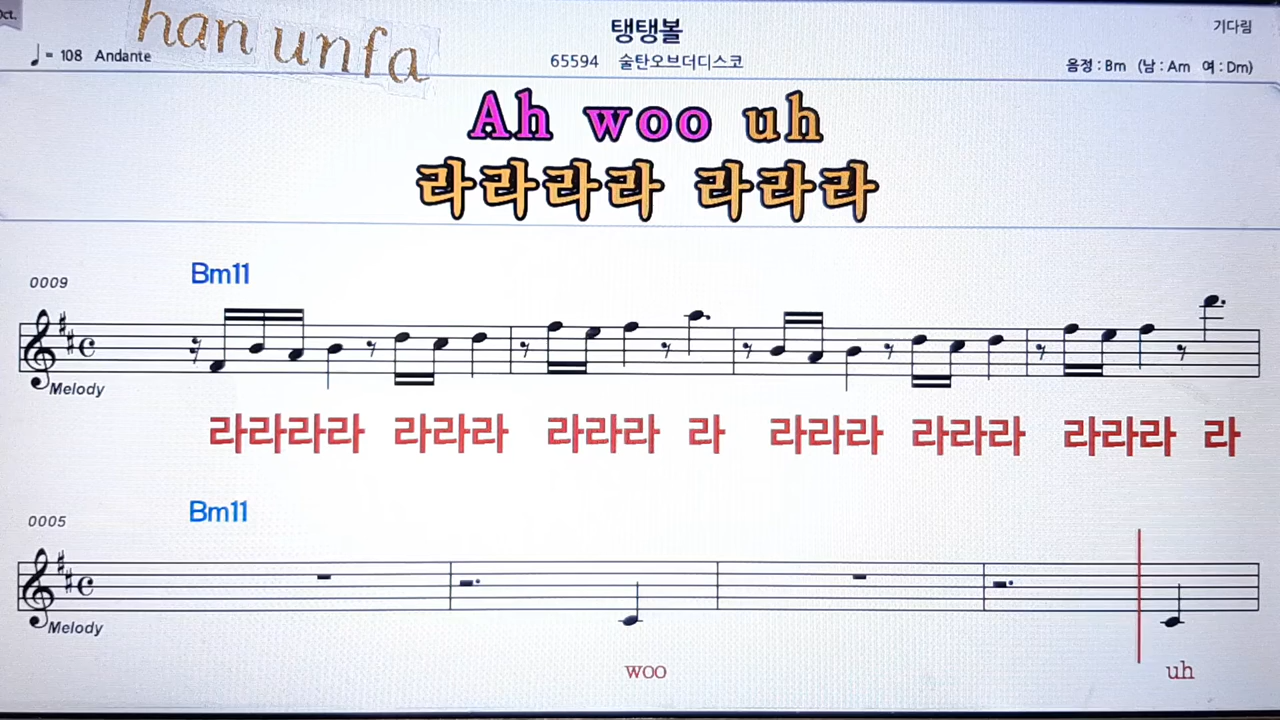 Oct.
han unfa
탱탱볼
기다림
♩= 108 Andante
65594 술탄오브더디스코
음정 : Bm (남 : Am 여 : Dm)
Ah woo uh
라라라라 라라라
0009
Bm11
Melody
라라라라 라라라 라라라 라 라라라 라라라 라라라 라
0005
Bm11
Melody
woo uh